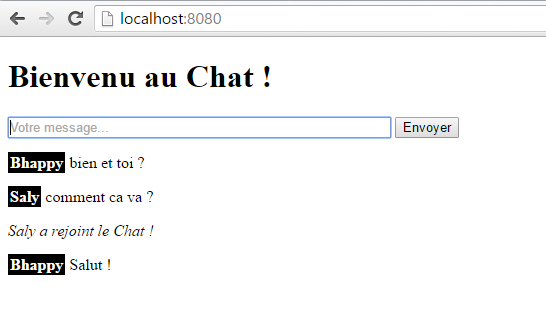 localhost:8080
Bienvenu au Chat !
Votre message... Envoyer
Bhappy bien et toi ?
Saly comment ca va ?
Saly a rejoint le Chat !
Bhappy Salut !